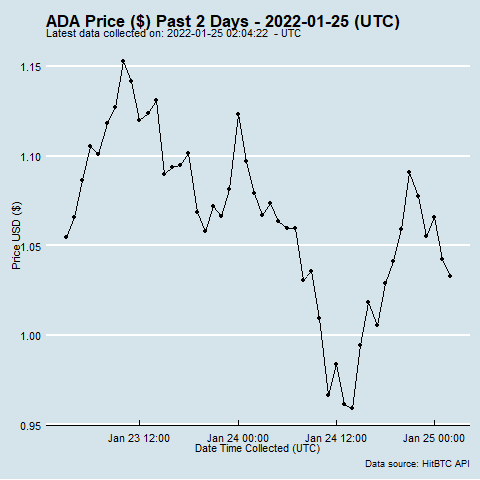 ADA Price ($) Past 2 Days - 2022-01-25 (UTC)
Latest data collected on: 2022-01-25 02:04:22 - UTC
1.15
1.10
1.05
1.00
0.95
Price USD ($)
Jan 23 12:00
Jan 24 00:00
Jan 24 12:00
Jan 25 00:00
Date Time Collected (UTC)
Data source: HitBTC API